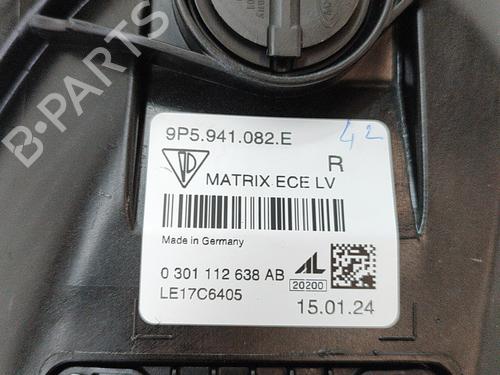 9P5.941.082.E
42
R
MATRIX ECE LV
Made in Germany
0 301 112 638 AB
AL
20200
LE17C6405
15.01.24
B-PARTS